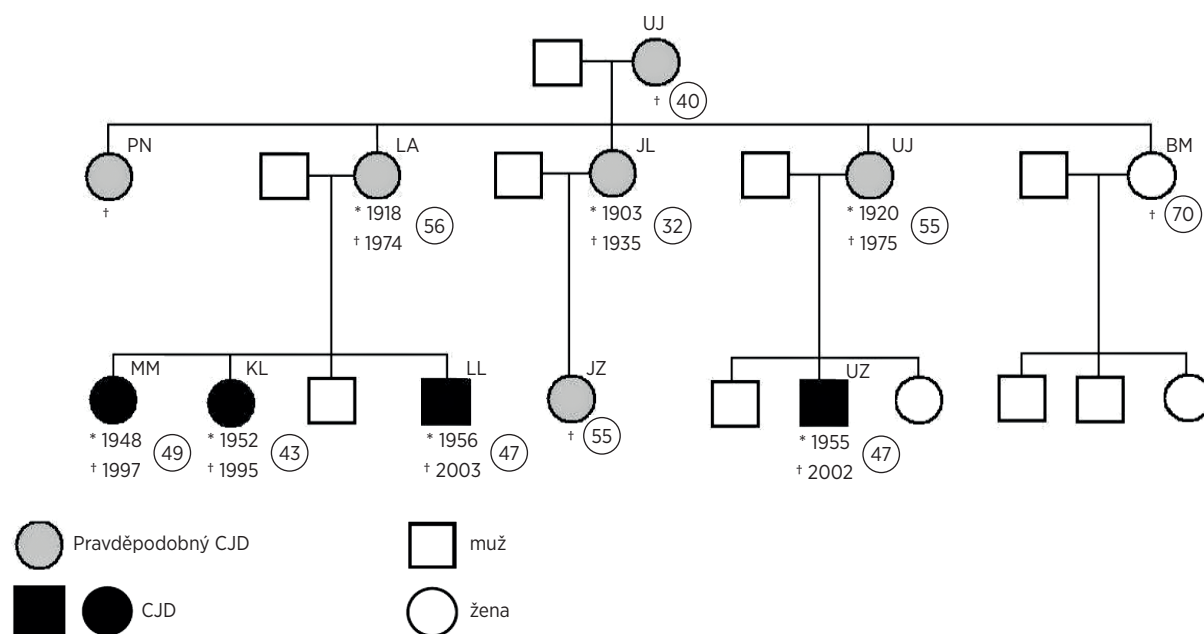 UJ
† 40
PN
LA
JL
UJ
BM
†
* 1918
† 1974
56
* 1903
† 1935
32
* 1920
† 1975
55
† 70
MM
KL
LL
JZ
UZ
* 1948
† 1997
49
* 1952
† 1995
43
* 1956
† 2003
47
† 55
* 1955
† 2002
47
Pravděpodobný CJD
muž
CJD
žena